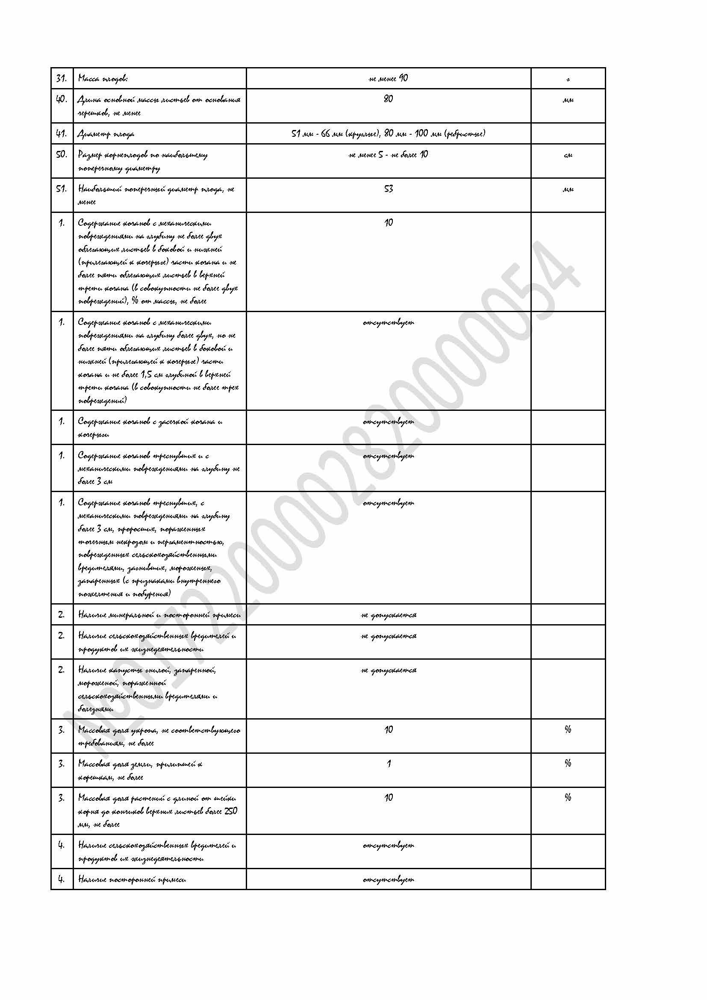 31. Масса плодов: не менее 90 г
40. Длина основной массы листьев от основания 80 мм
черешков, не менее
41. Диаметр плода 51 мм - 66 мм (круглые), 80 мм - 100 мм (ребристые)
50. Размер корнеплодов по наибольшему не менее 5 - не более 10 см
поперечному диаметру
51. Наибольший поперечный диаметр плода, не 53 мм
менее
1. Содержание кочанов с механическими 10
повреждениями на глубину не более двух
облегающих листьев в боковой и нижней
(прилегающей к кочерыге) части кочана и не
более пяти облегающих листьев в верхней
трети кочана (в совокупности не более двух
повреждений), % от массы, не более
1. Содержание кочанов с механическими отсутствует
повреждениями на глубину более двух, но не
более пяти облегающих листьев в боковой и
нижней (прилегающей к кочерыге) части
кочана и не более 1,5 см глубиной в верхней
трети кочана (в совокупности не более трех
повреждений)
1. Содержание кочанов с засечкой кочана и отсутствует
кочерыги
1. Содержание кочанов треснувших и с отсутствует
механическими повреждениями на глубину не
более 3 см
1. Содержание кочанов треснувших, с отсутствует
механическими повреждениями на глубину
более 3 см, проросших, пораженных
точечным некрозом и пергаментностью,
поврежденных сельскохозяйственными
вредителями, загнивших, мороженых,
запаренных (с признаками внутреннего
пожелтения и побурения)
2. Наличие минеральной и посторонней примеси не допускается
2. Наличие сельскохозяйственных вредителей и не допускается
продуктов их жизнедеятельности
2. Наличие капусты гнилой, запаренной, не допускается
мороженой, пораженной
сельскохозяйственными вредителями и
болезнями
3. Массовая доля укропа, не соответствующего 10 %
требованиям, не более
3. Массовая доля земли, прилипшей к 1 %
корешкам, не более
3. Массовая доля растений с длиной от шейки 10 %
корня до кончиков верхних листьев более 250
мм, не более
4. Наличие сельскохозяйственных вредителей и отсутствует
продуктов их жизнедеятельности
4. Наличие посторонней примеси отсутствует
№0172200002820000054